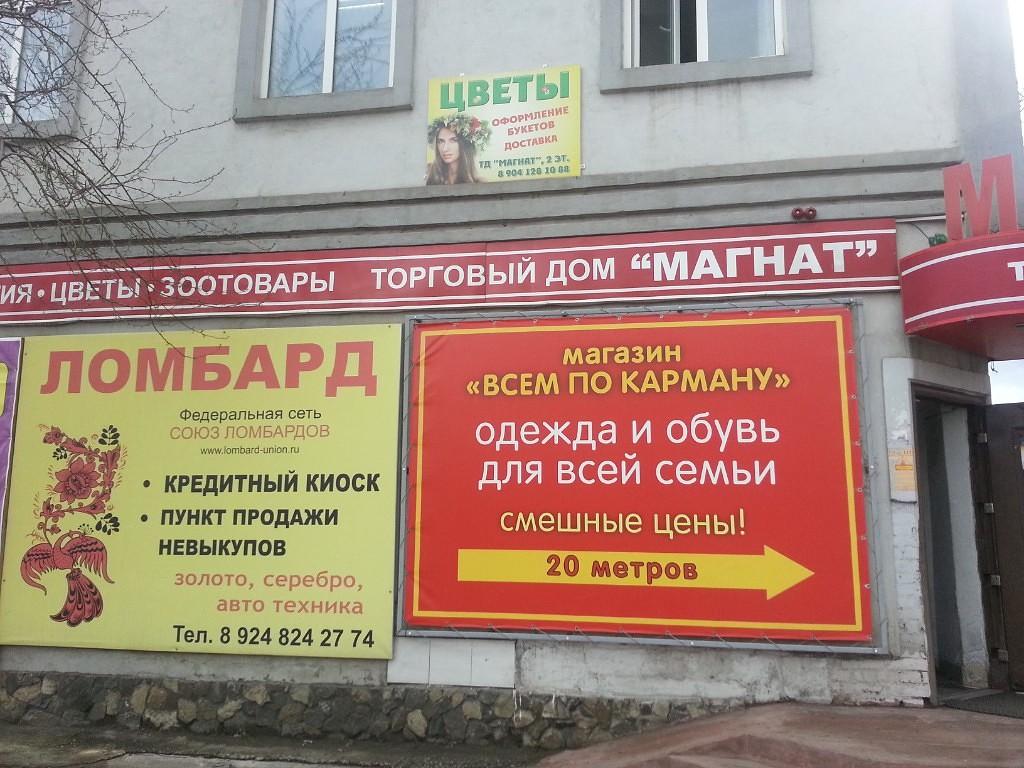 ЦВЕТЫ
ОФОРМЛЕНИЕ
БУКЕТОВ
ДОСТАВКА
ТД "МАГНАТ", 2 ЭТ.
8 904 128 10 88
М
ЦВЕТЫ · ЗООТОВАРЫ ТОРГОВЫЙ ДОМ “МАГНАТ”
ЛОМБАРД
Федеральная сеть
СОЮЗ ЛОМБАРДОВ
www.lombard-union.ru
• КРЕДИТНЫЙ КИОСК
• ПУНКТ ПРОДАЖИ
НЕВЫКУПОВ
золото, серебро,
авто техника
Тел. 8 924 824 27 74
магазин
«ВСЕМ ПО КАРМАНУ»
одежда и обувь
для всей семьи
смешные цены!
20 метров